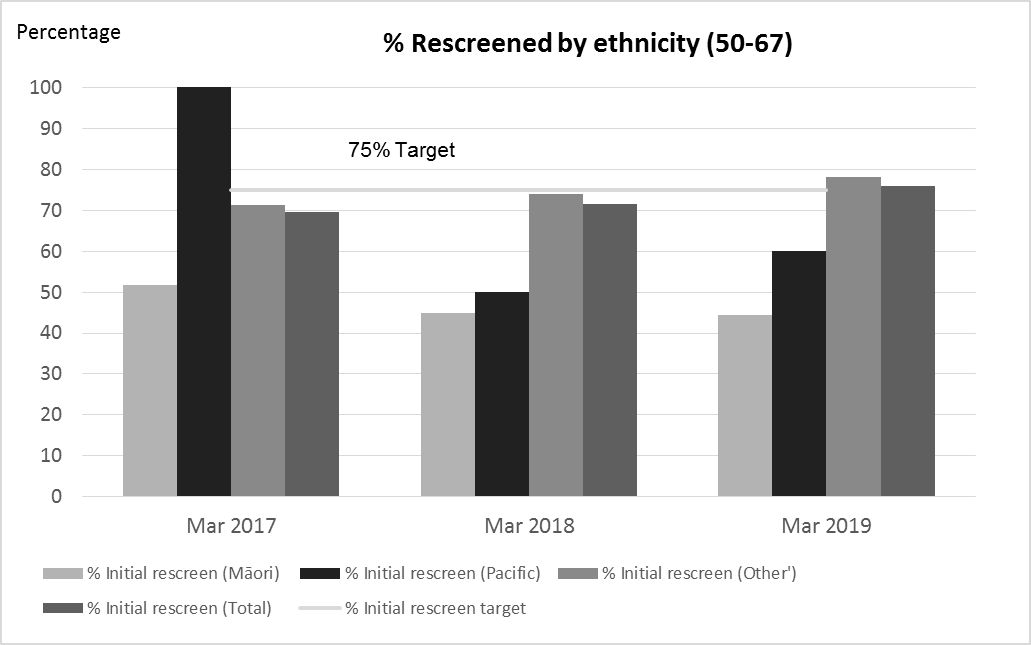 Percentage
% Rescreened by ethnicity (50-67)
100
90
80
70
60
50
40
30
20
10
0
75% Target
Mar 2017 Mar 2018 Mar 2019
% Initial rescreen (Māori) % Initial rescreen (Pacific) % Initial rescreen (Other')
% Initial rescreen (Total) % Initial rescreen target